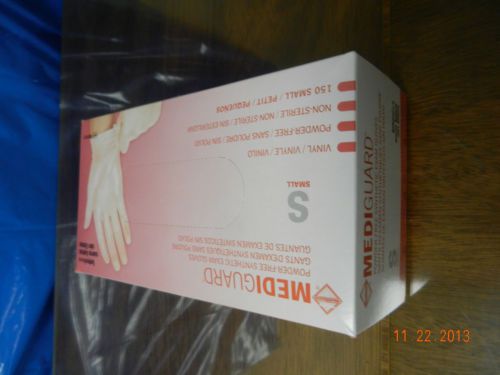 MEDIGUARD
POWDER-FREE SYNTHETIC EXAM GLOVES
GANTS D'EXAMEN SYNTHÉTIQUES SANS POUDRE
GUANTES DE EXAMEN SINTÉTICOS SIN POLVO
S
SMALL
VINYL / VINYLE / VINILO
POWDER-FREE / SANS POUDRE / SIN POLVO
NON-STERILE / NON STÉRILE / SIN ESTERILIZAR
150 SMALL / PETIT / PEQUEÑOS
MEDIGUARD
11 22 2013